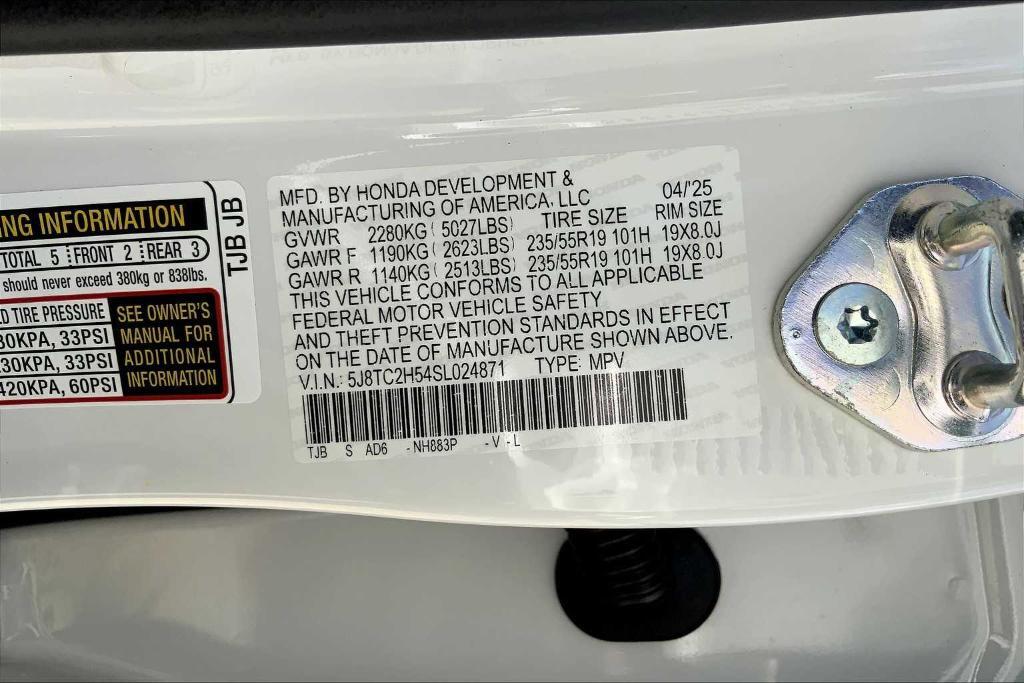 NG INFORMATION
TOTAL 5 FRONT 2 REAR 3
should never exceed 380kg or 838lbs.
TIRE PRESSURE
30KPA, 33PSI
230KPA, 33PSI
420KPA, 60PSI
SEE OWNER'S
MANUAL FOR
ADDITIONAL
INFORMATION
TJB JB
MFD. BY HONDA DEVELOPMENT & 04/'25
MANUFACTURING OF AMERICA, LLC
GVWR 2280KG ( 5027LBS) TIRE SIZE RIM SIZE
GAWR F 1190KG ( 2623LBS) 235/55R19 101H 19X8.0J
GAWR R 1140KG ( 2513LBS) 235/55R19 101H 19X8.0J
THIS VEHICLE CONFORMS TO ALL APPLICABLE
FEDERAL MOTOR VEHICLE SAFETY
AND THEFT PREVENTION STANDARDS IN EFFECT
ON THE DATE OF MANUFACTURE SHOWN ABOVE.
V.I.N.: 5J8TC2H54SL024871 TYPE: MPV
TJB S AD6 - NH883P - V - L